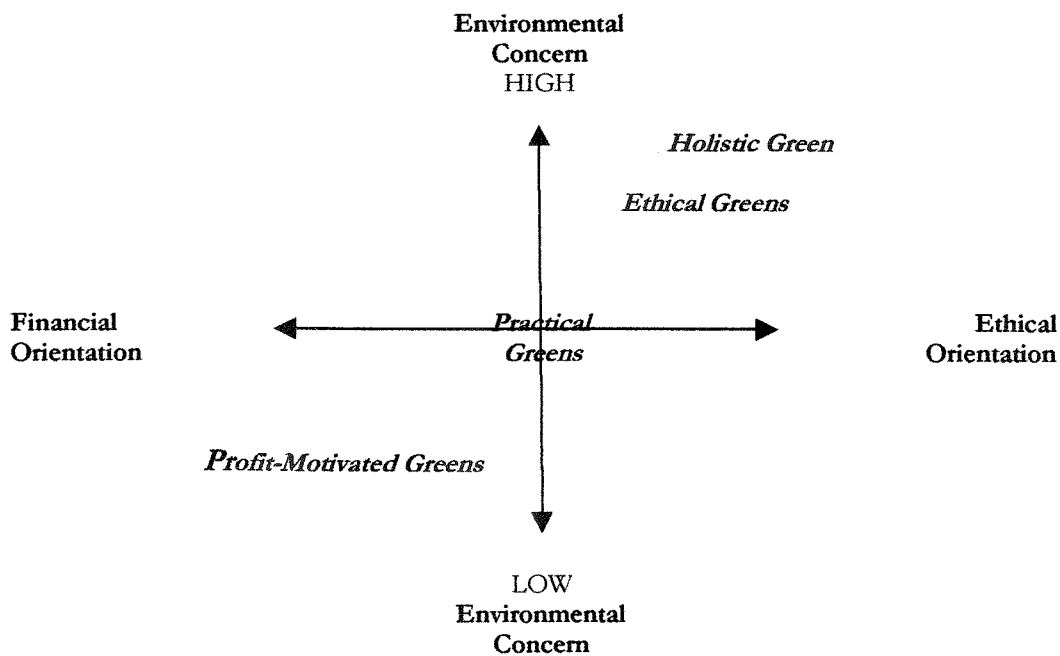 Environmental
Concern
HIGH
Holistic Green
Ethical Greens
Financial
Orientation
Practical
Greens
Ethical
Orientation
Profit-Motivated Greens
LOW
Environmental
Concern